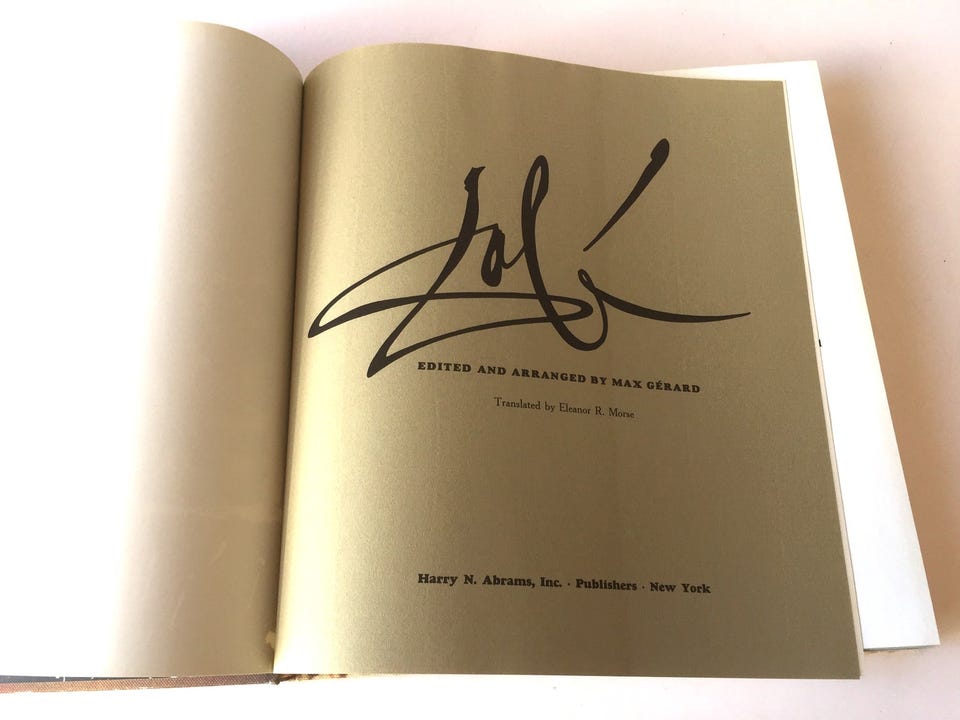 Dalí
EDITED AND ARRANGED BY MAX GÉRARD
Translated by Eleanor R. Morse
Harry N. Abrams, Inc. · Publishers · New York